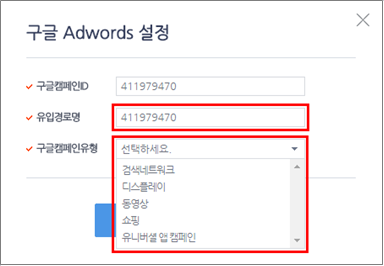 구글 Adwords 설정
구글캠페인ID 411979470
유입경로명 411979470
구글캠페인유형 선택하세요.
검색네트워크
디스플레이
동영상
쇼핑
유니버셜 앱 캠페인